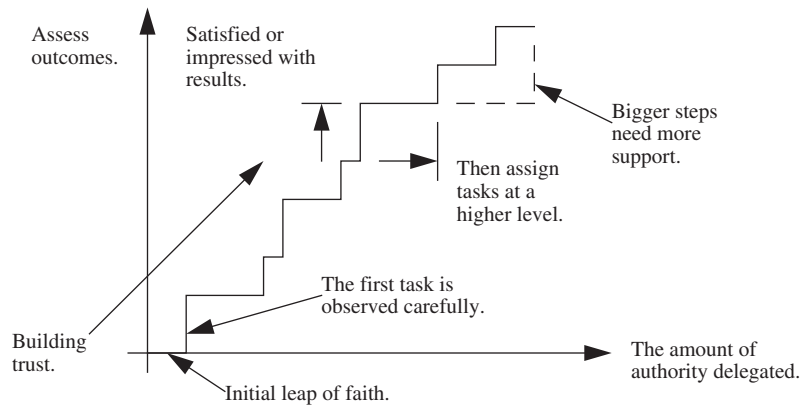 Assess
outcomes.
Satisfied or
impressed with
results.
Bigger steps
need more
support.
Then assign
tasks at a
higher level.
The first task is
observed carefully.
Building
trust.
The amount of
authority delegated.
Initial leap of faith.